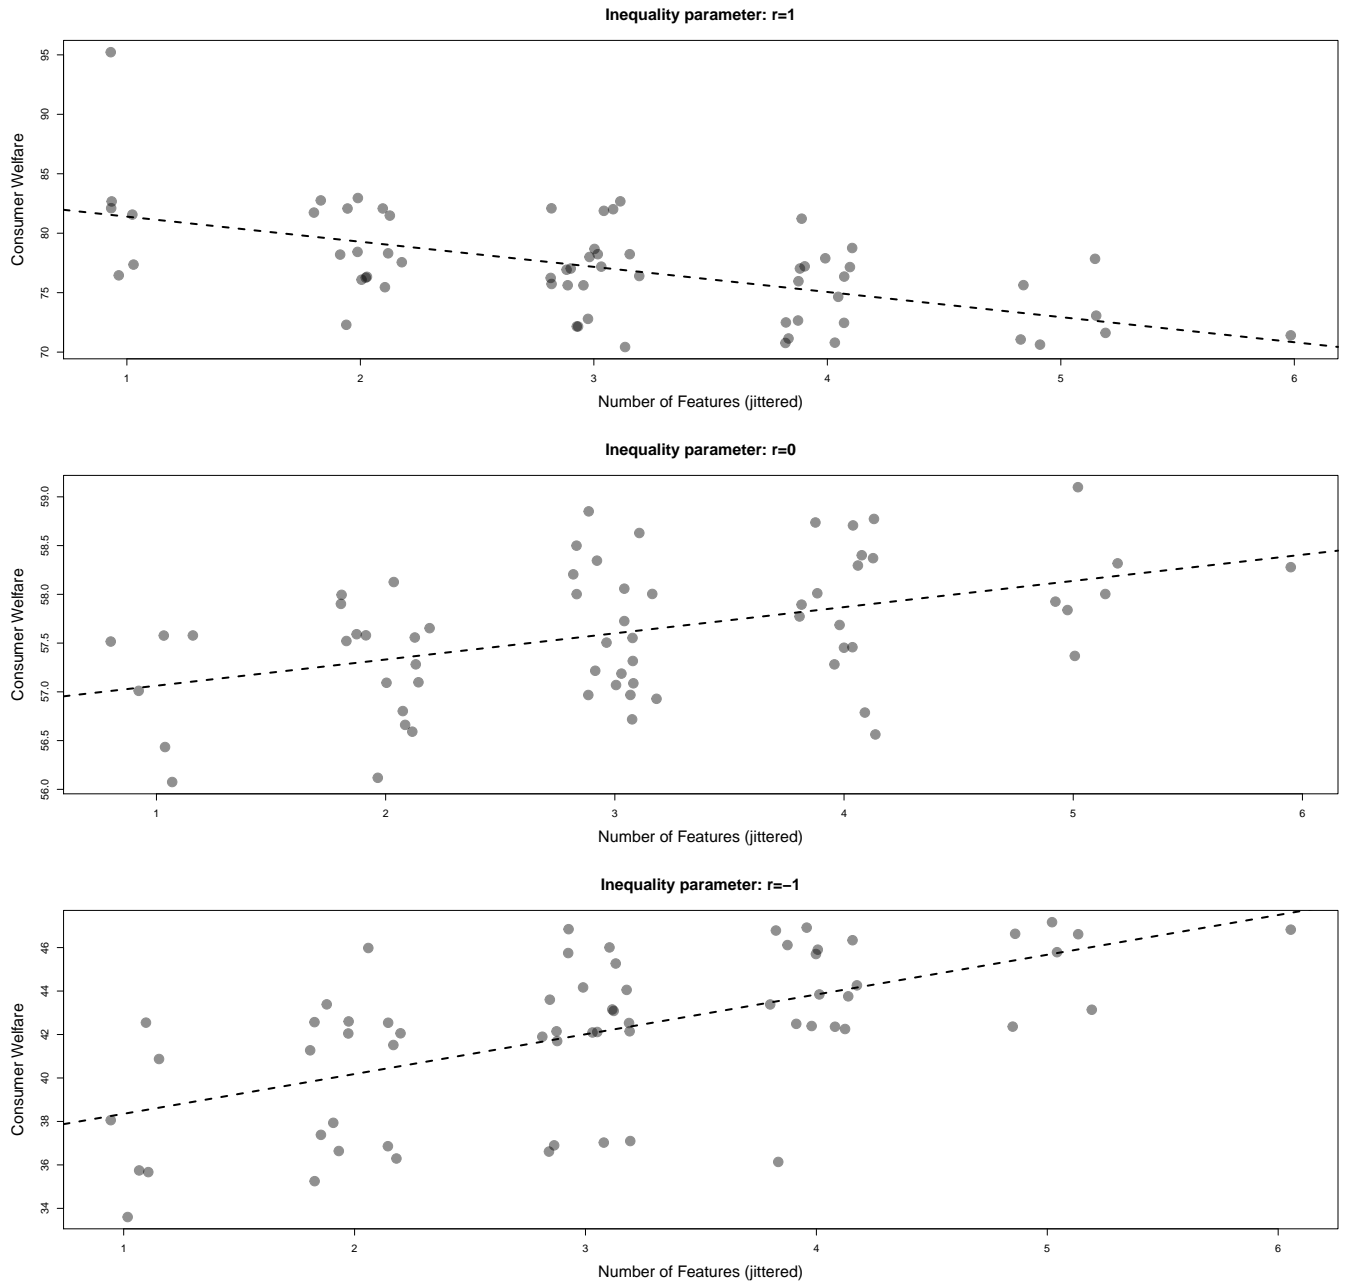 Inequality parameter: r=1
Consumer Welfare
95
90
85
80
75
70
1 2 3 4 5 6
Number of Features (jittered)
Inequality parameter: r=0
Consumer Welfare
59.0
58.5
58.0
57.5
57.0
56.5
56.0
1 2 3 4 5 6
Number of Features (jittered)
Inequality parameter: r=−1
Consumer Welfare
46
44
42
40
38
36
34
1 2 3 4 5 6
Number of Features (jittered)